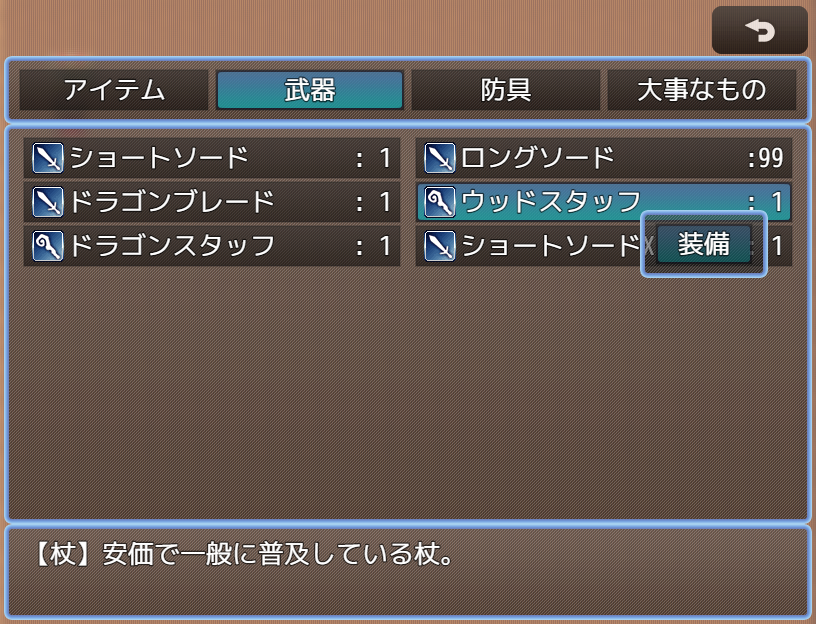 アイテム 武器 防具 大事なもの
ショートソード : 1 ロングソード :99
ドラゴンブレード : 1 ウッドスタッフ : 1
ドラゴンスタッフ : 1 ショートソードX : 1
装備
【杖】安価で一般に普及している杖。